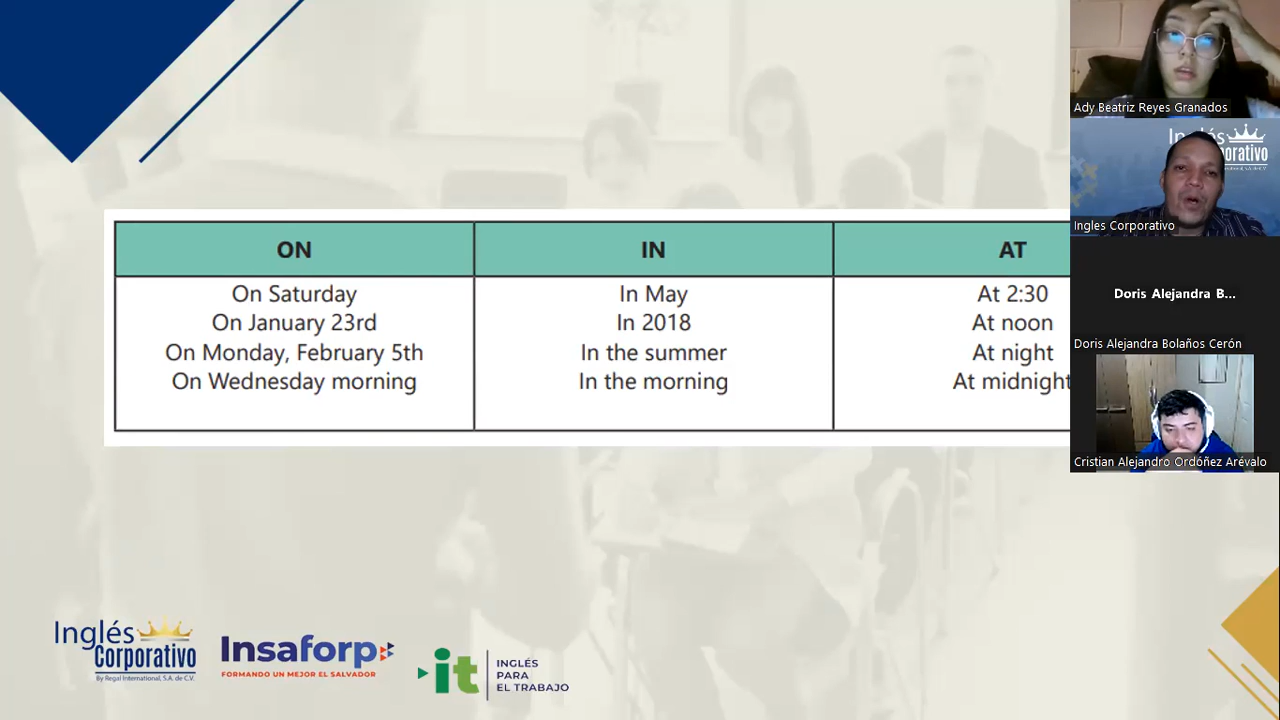 ON
IN
AT
On Saturday
On January 23rd
On Monday, February 5th
On Wednesday morning
In May
In 2018
In the summer
In the morning
At 2:30
At noon
At night
At midnight
Ady Beatriz Reyes Granados
Inglés
orativo
Ingles Corporativo
Doris Alejandra B...
Doris Alejandra Bolaños Cerón
Cristian Alejandro Ordóñez Arévalo
Inglés
Corporativo
By Regal International, S.A. de C.V.
Insaforp
FORMANDO UN MEJOR EL SALVADOR
it
INGLÉS
PARA
EL TRABAJO